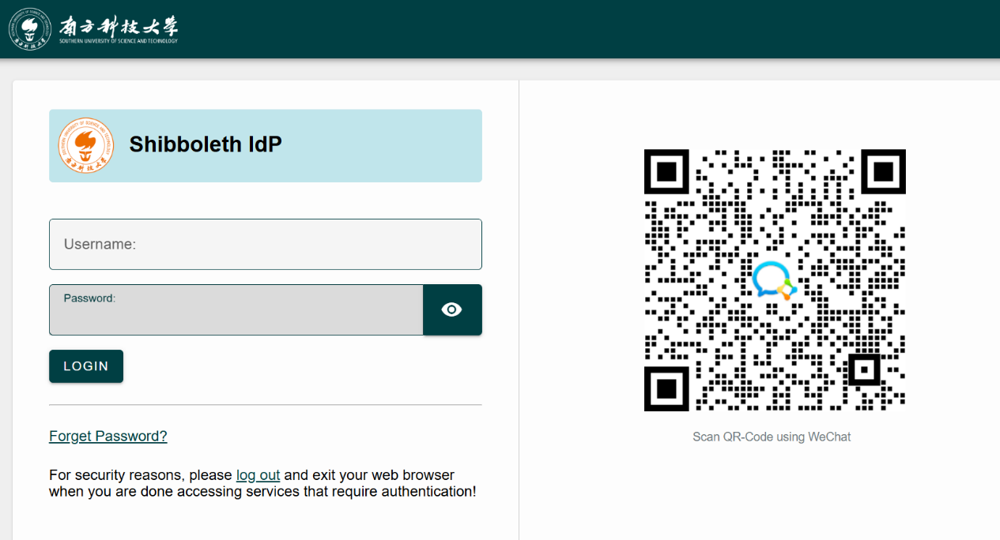 南方科技大学
SOUTHERN UNIVERSITY OF SCIENCE AND TECHNOLOGY
Shibboleth IdP
Username:
Password:
LOGIN
Forget Password?
For security reasons, please log out and exit your web browser
when you are done accessing services that require authentication!
Scan QR-Code using WeChat